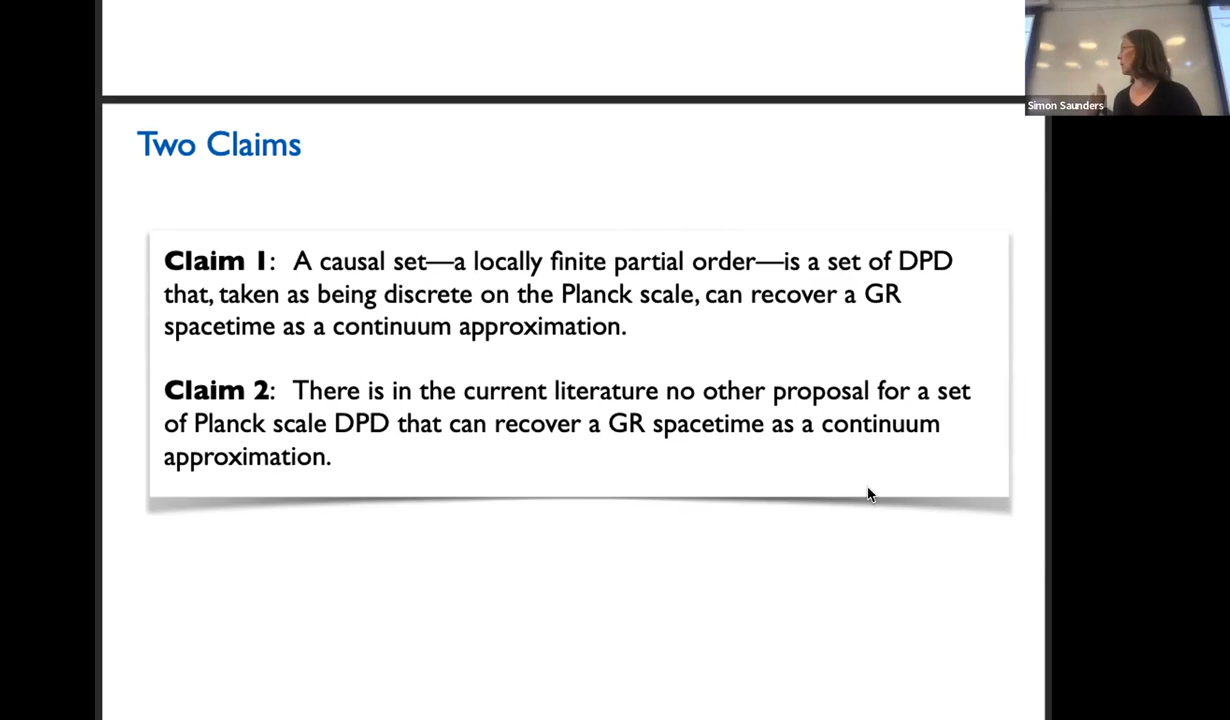 Simon Saunders
Two Claims
Claim 1: A causal set—a locally finite partial order—is a set of DPD
that, taken as being discrete on the Planck scale, can recover a GR
spacetime as a continuum approximation.
Claim 2: There is in the current literature no other proposal for a set
of Planck scale DPD that can recover a GR spacetime as a continuum
approximation.